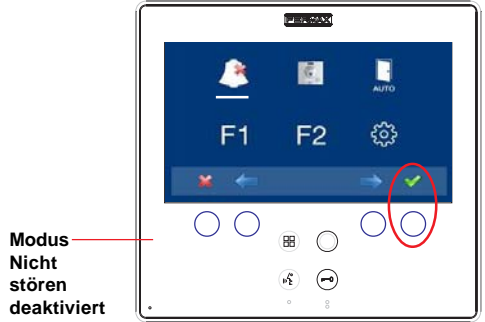 FERMAX
AUTO
F1 F2
Modus
Nicht
stören
deaktiviert